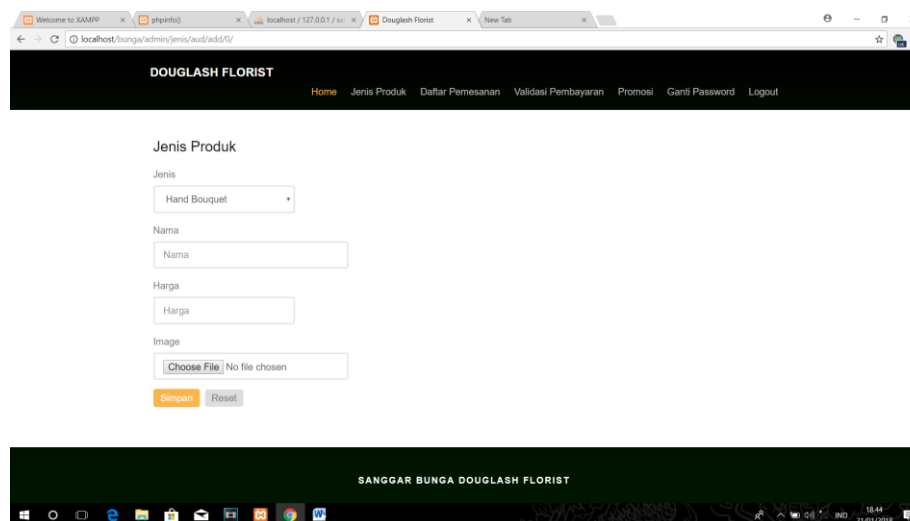 Welcome to XAMPP
phpinfo()
localhost / 127.0.0.1 / sa
Douglash Florist
New Tab
localhost/bunga/admin/jenis/aud/add/0/
DOUGLASH FLORIST
Home Jenis Produk Daftar Pemesanan Validasi Pembayaran Promosi Ganti Password Logout
Jenis Produk
Jenis
Hand Bouquet
Nama
Nama
Harga
Harga
Image
Choose File No file chosen
Simpan Reset
SANGGAR BUNGA DOUGLASH FLORIST
IND
18.44
21/01/2018